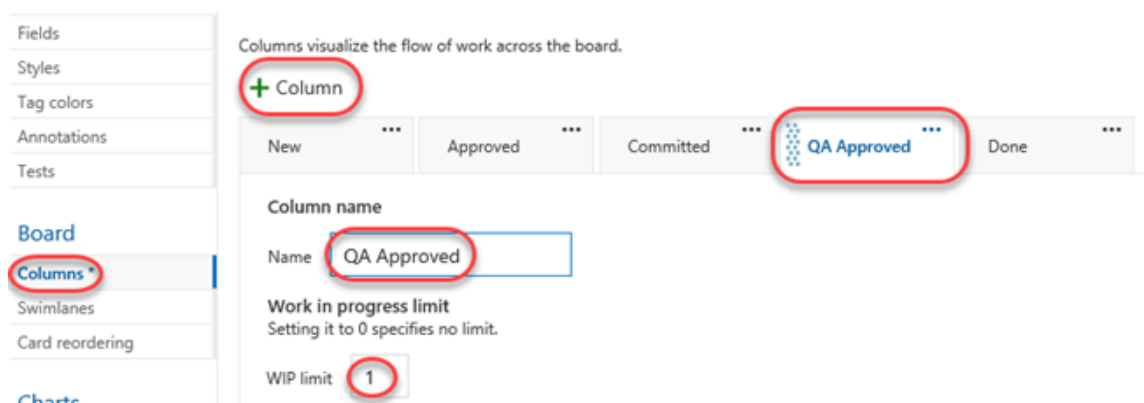 Fields
Styles
Tag colors
Annotations
Tests
Board
Columns *
Swimlanes
Card reordering
Charts
Columns visualize the flow of work across the board.
+ Column
New ... Approved ... Committed ... QA Approved ... Done ...
Column name
Name QA Approved
Work in progress limit
Setting it to 0 specifies no limit.
WIP limit 1